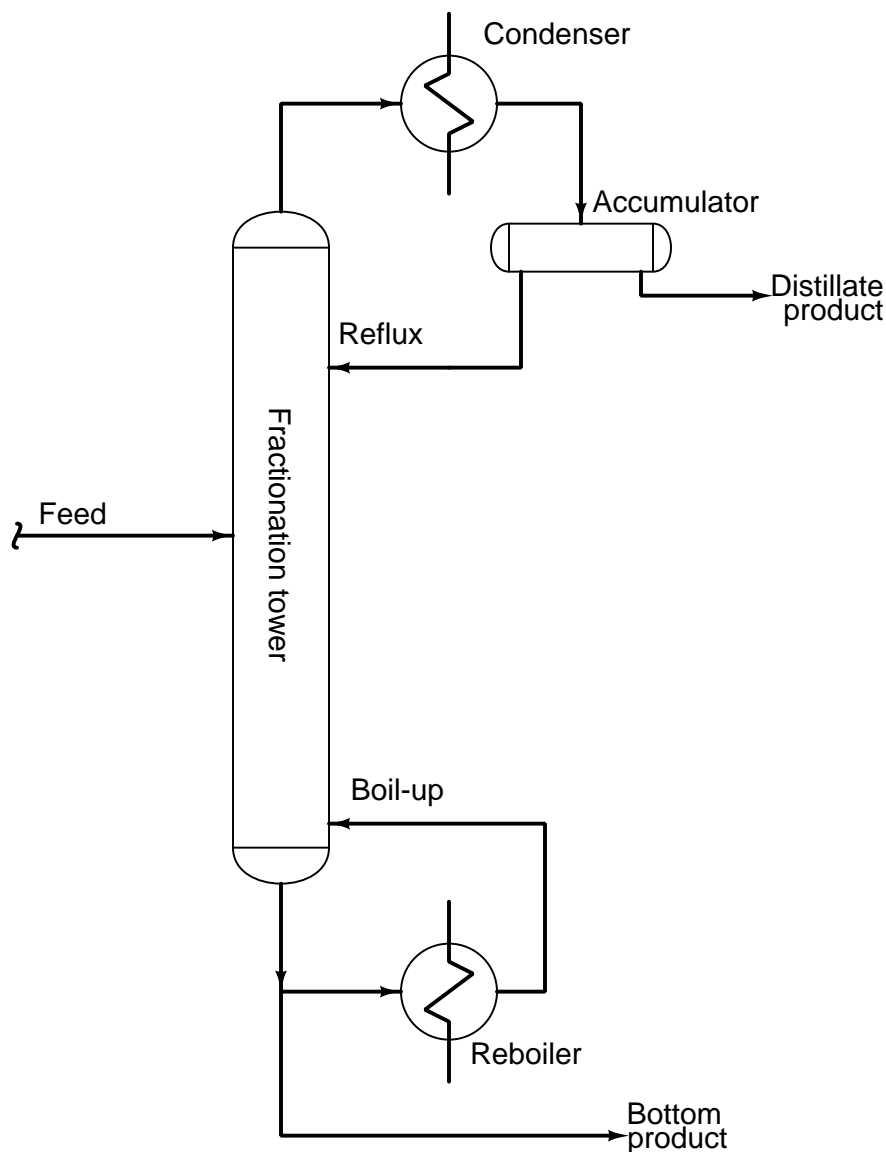 Condenser
Accumulator
Distillate
product
Reflux
Fractionation tower
Feed
Boil-up
Reboiler
Bottom
product